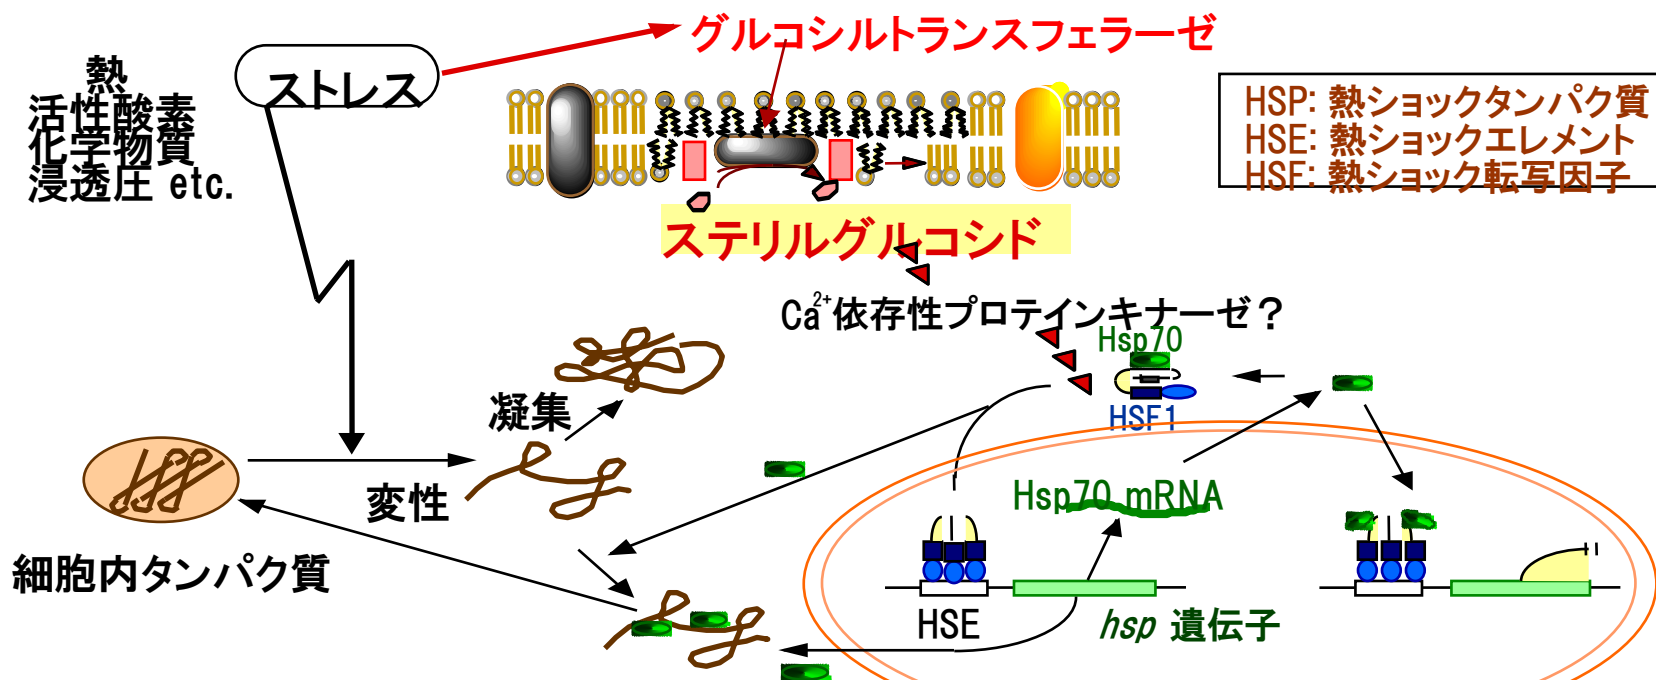 グルコシルトランスフェラーゼ
ストレス
熱
活性酸素
化学物質
浸透圧 etc.
HSP: 熱ショックタンパク質
HSE: 熱ショックエレメント
HSF: 熱ショック転写因子
ステリルグルコシド
Ca2+依存性プロテインキナーゼ？
Hsp70
HSF1
凝集
変性
細胞内タンパク質
Hsp70 mRNA
HSE
hsp 遺伝子